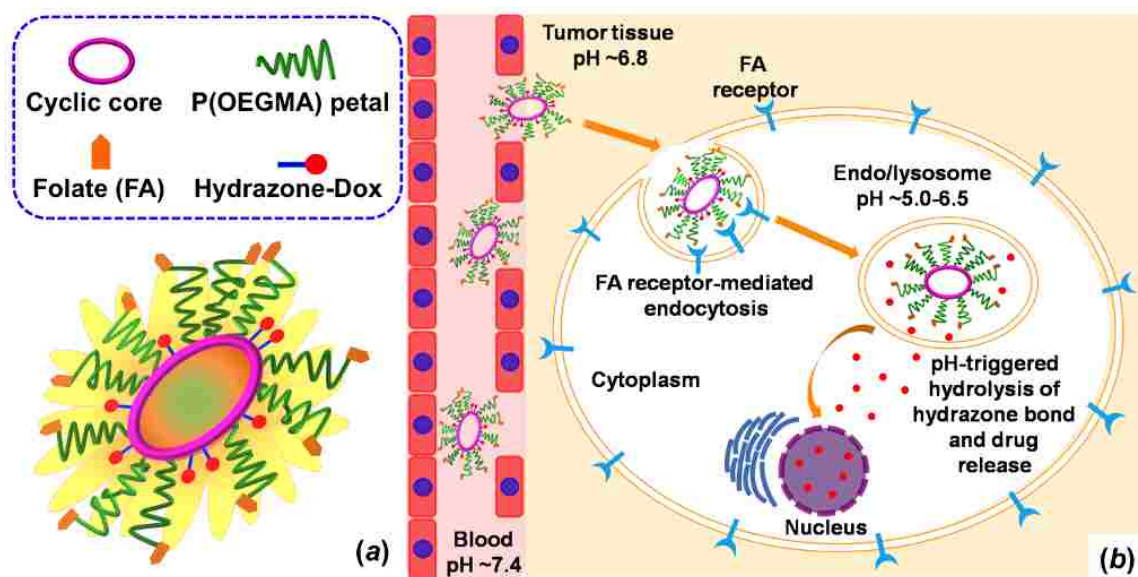 Cyclic core
P(OEGMA) petal
Folate (FA)
Hydrazone-Dox
(a)
Tumor tissue
pH ~6.8
FA
receptor
Endo/lysosome
pH ~5.0-6.5
FA receptor-mediated
endocytosis
Cytoplasm
pH-triggered
hydrolysis of
hydrazone bond
and drug
release
Nucleus
Blood
pH ~7.4
(b)